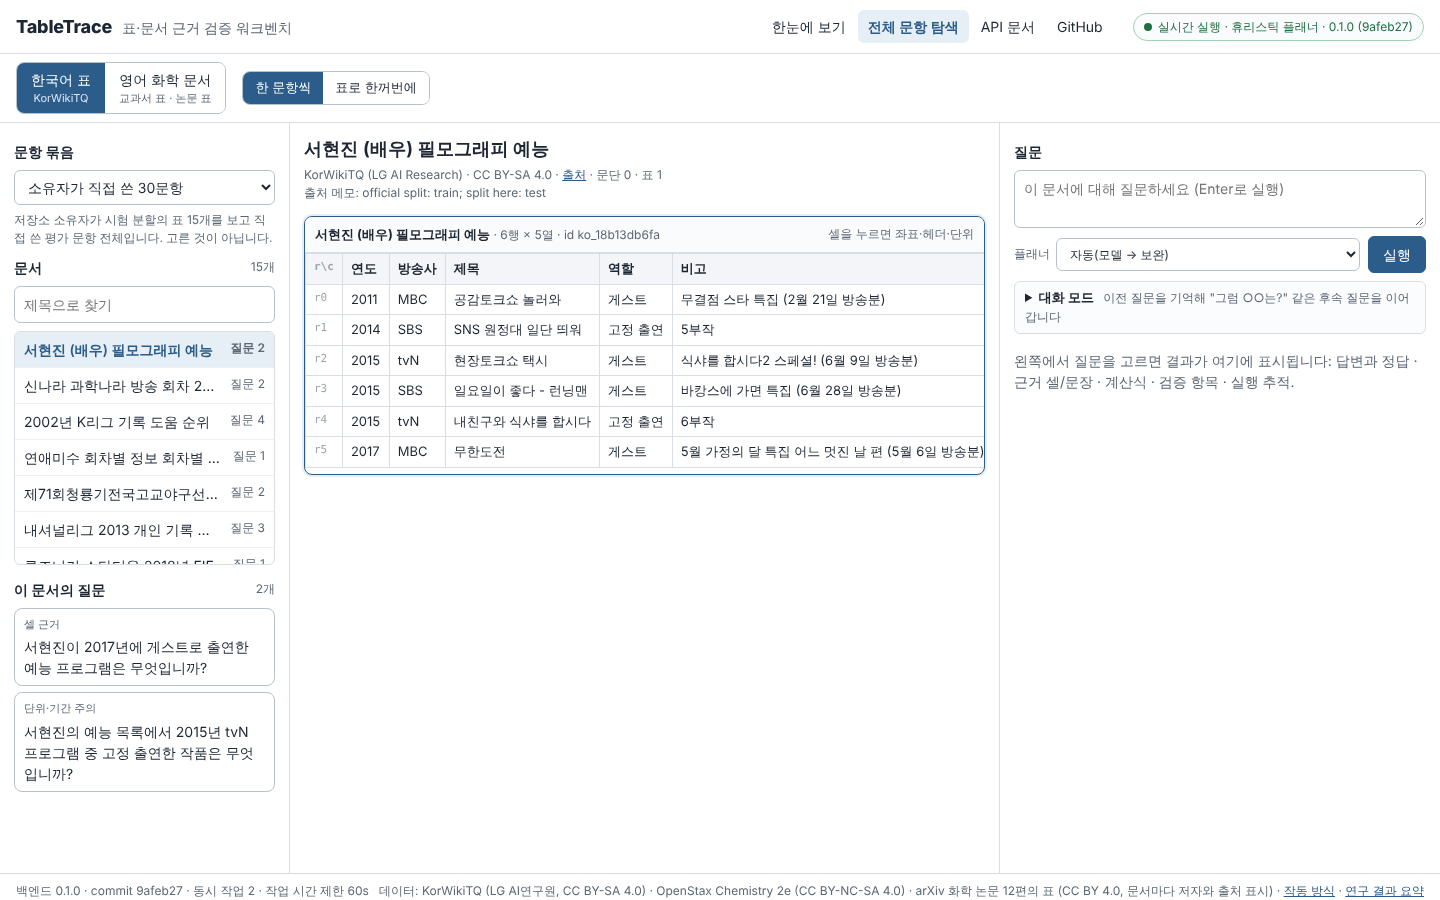 TableTrace 표·문서 근거 검증 워크벤치
한눈에 보기 전체 문항 탐색 API 문서 GitHub 실시간 실행 · 휴리스틱 플래너 · 0.1.0 (9afeb27)
한국어 표 영어 화학 문서 한 문항씩 표로 한꺼번에
KorWikiTQ 교과서 표 · 논문 표
문항 묶음
소유자가 직접 쓴 30문항
저장소 소유자가 시험 분할의 표 15개를 보고 직
접 쓴 평가 문항 전체입니다. 고른 것이 아닙니다.
문서 15개
제목으로 찾기
서현진 (배우) 필모그래피 예능 질문 2
신나라 과학나라 방송 회차 2... 질문 2
2002년 K리그 기록 도움 순위 질문 4
연애미수 회차별 정보 회차별 ... 질문 1
제71회청룡기전국고교야구선... 질문 2
내셔널리그 2013 개인 기록 ... 질문 3
질문 1
이 문서의 질문 2개
셀 근거
서현진이 2017년에 게스트로 출연한
예능 프로그램은 무엇입니까?
단위·기간 주의
서현진의 예능 목록에서 2015년 tvN
프로그램 중 고정 출연한 작품은 무엇
입니까?
서현진 (배우) 필모그래피 예능
KorWikiTQ (LG AI Research) · CC BY-SA 4.0 · 출처 · 문단 0 · 표 1
출처 메모: official split: train; split here: test
서현진 (배우) 필모그래피 예능 · 6행 × 5열 · id ko_18b13db6fa 셀을 누르면 좌표·헤더·단위
r\c 연도 방송사 제목 역할 비고
r0 2011 MBC 공감토크쇼 놀러와 게스트 무결점 스타 특집 (2월 21일 방송분)
r1 2014 SBS SNS 원정대 일단 띄워 고정 출연 5부작
r2 2015 tvN 현장토크쇼 택시 게스트 식샤를 합시다2 스페셜! (6월 9일 방송분)
r3 2015 SBS 일요일이 좋다 - 런닝맨 게스트 바캉스에 가면 특집 (6월 28일 방송분)
r4 2015 tvN 내친구와 식샤를 합시다 고정 출연 6부작
r5 2017 MBC 무한도전 게스트 5월 가정의 달 특집 어느 멋진 날 편 (5월 6일 방송분)
질문
이 문서에 대해 질문하세요 (Enter로 실행)
플래너 자동(모델 → 보완) 실행
▶ 대화 모드 이전 질문을 기억해 "그럼 ○○는?" 같은 후속 질문을 이어
갑니다
왼쪽에서 질문을 고르면 결과가 여기에 표시됩니다: 답변과 정답 ·
근거 셀/문장 · 계산식 · 검증 항목 · 실행 추적.
백엔드 0.1.0 · commit 9afeb27 · 동시 작업 2 · 작업 시간 제한 60s 데이터: KorWikiTQ (LG AI연구원, CC BY-SA 4.0) · OpenStax Chemistry 2e (CC BY-NC-SA 4.0) · arXiv 화학 논문 12편의 표 (CC BY 4.0, 문서마다 저자와 출처 표시) · 작동 방식 · 연구 결과 요약